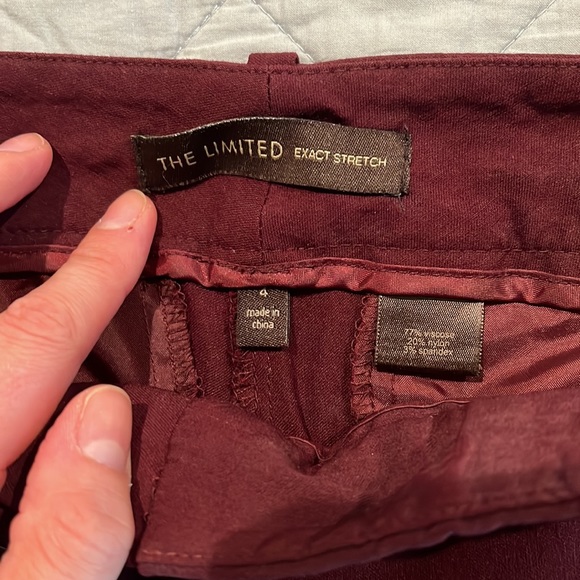 THE LIMITED EXACT STRETCH
4
made in
china
77% viscose
20% nylon
3% spandex